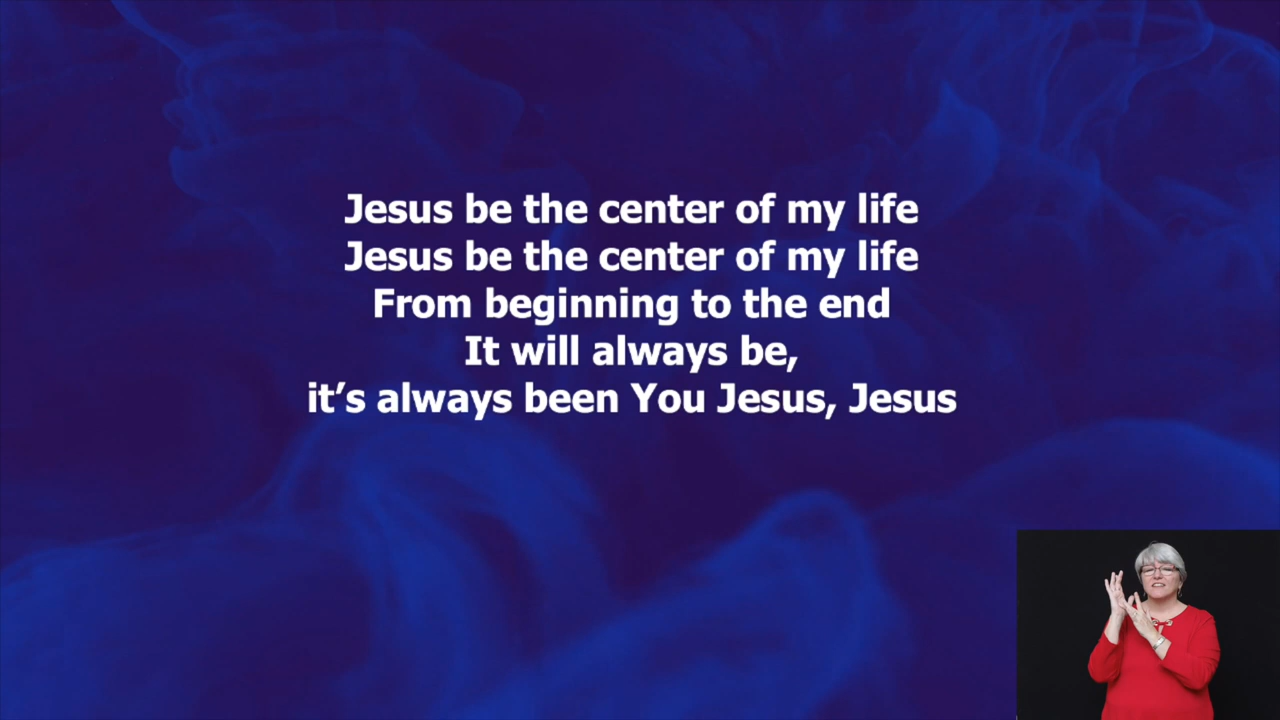 Jesus be the center of my life
Jesus be the center of my life
From beginning to the end
It will always be,
it’s always been You Jesus, Jesus